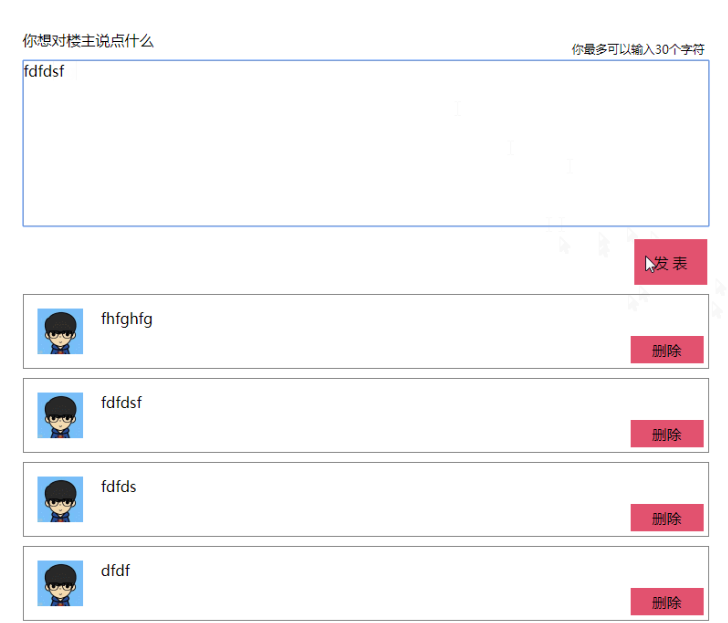 你想对楼主说点什么
你最多可以输入30个字符
fdfdsf
发 表
fhfghfg
删除
fdfdsf
删除
fdfds
删除
dfdf
删除